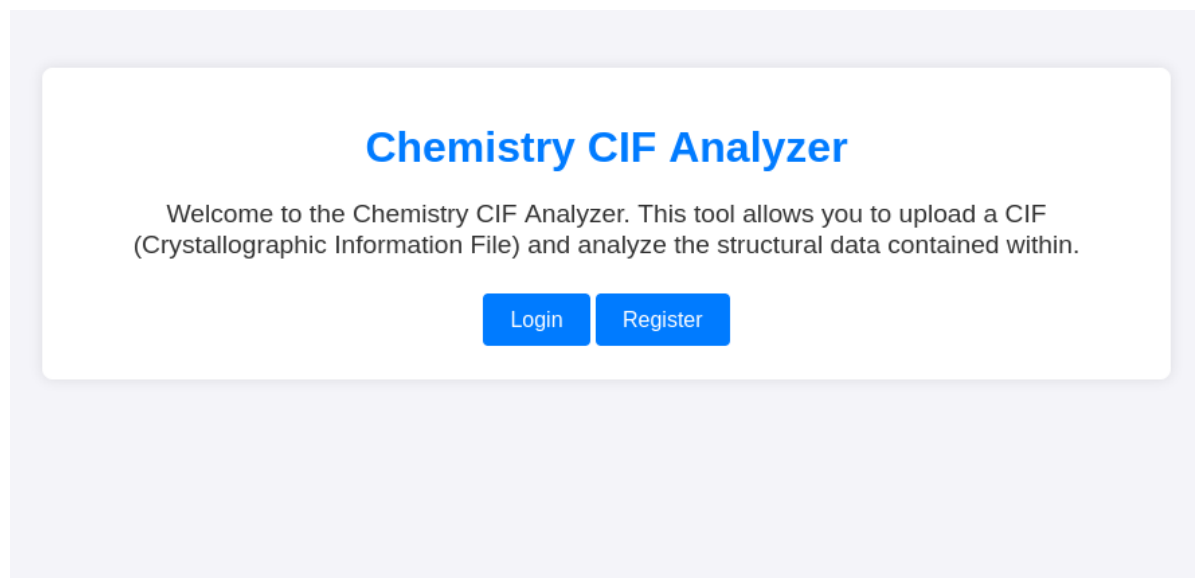 Chemistry CIF Analyzer
Welcome to the Chemistry CIF Analyzer. This tool allows you to upload a CIF
(Crystallographic Information File) and analyze the structural data contained within.
Login Register